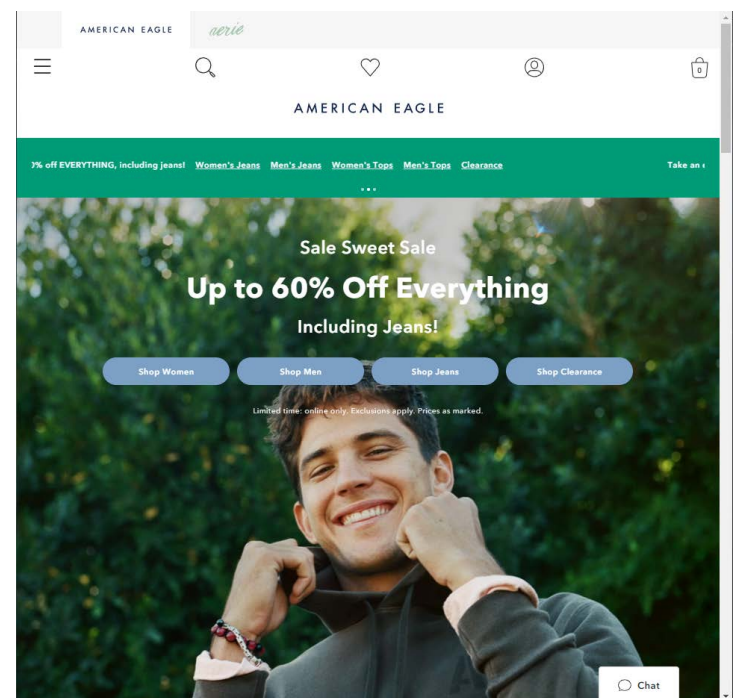 AMERICAN EAGLE aerie
0
AMERICAN EAGLE
% off EVERYTHING, including jeans! Women's Jeans Men's Jeans Women's Tops Men's Tops Clearance Take an
Sale Sweet Sale
Up to 60% Off Everything
Including Jeans!
Shop Women Shop Men Shop Jeans Shop Clearance
Limited time: online only. Exclusions apply. Prices as marked.
Chat